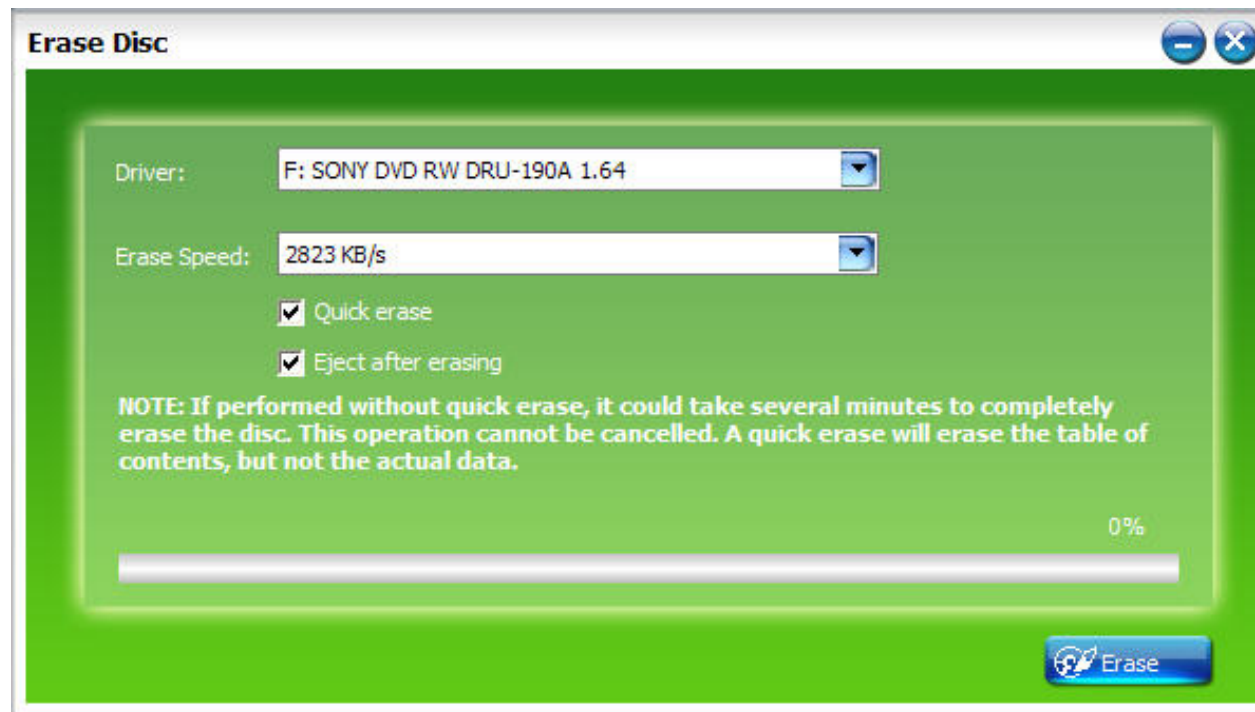 Erase Disc
Driver: F: SONY DVD RW DRU-190A 1.64
Erase Speed: 2823 KB/s
Quick erase
Eject after erasing
NOTE: If performed without quick erase, it could take several minutes to completely
erase the disc. This operation cannot be cancelled. A quick erase will erase the table of
contents, but not the actual data.
0%
Erase